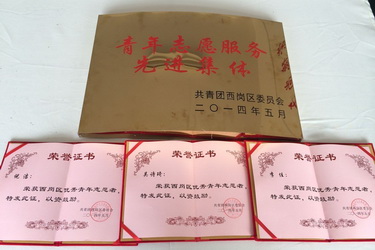 青年志愿服务
先进集体
共青团西岗区委员会
二〇一四年五月
荣誉证书
荣获西岗区优秀青年志愿者，
特发此证，以资鼓励。
荣誉证书
荣获西岗区优秀青年志愿者，
特发此证，以资鼓励。
荣誉证书
李佳：
荣获西岗区优秀青年志愿者，
特发此证，以资鼓励。